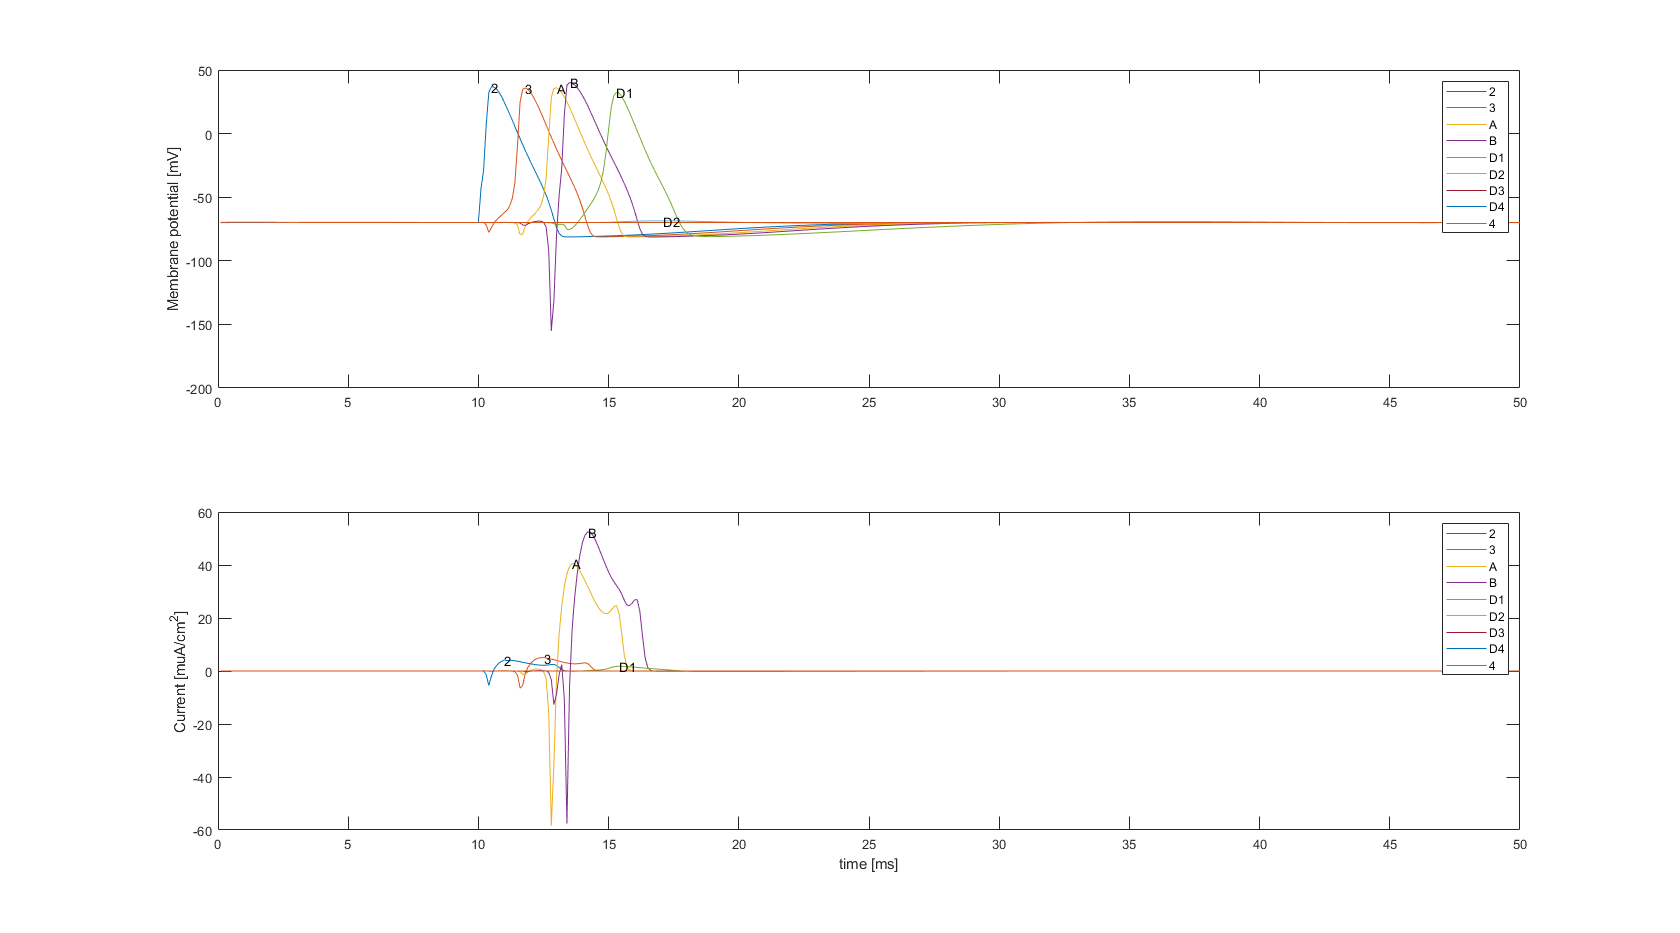 50
0
-50
-100
-150
-200
Membrane potential [mV]
0 5 10 15 20 25 30 35 40 45 50
2 3 A B D1
D2
2
3
A
B
D1
D2
D3
D4
4
60
40
20
0
-20
-40
-60
Current [muA/cm2]
0 5 10 15 20 25 30 35 40 45 50
time [ms]
B
A
2 3 D1
2
3
A
B
D1
D2
D3
D4
4